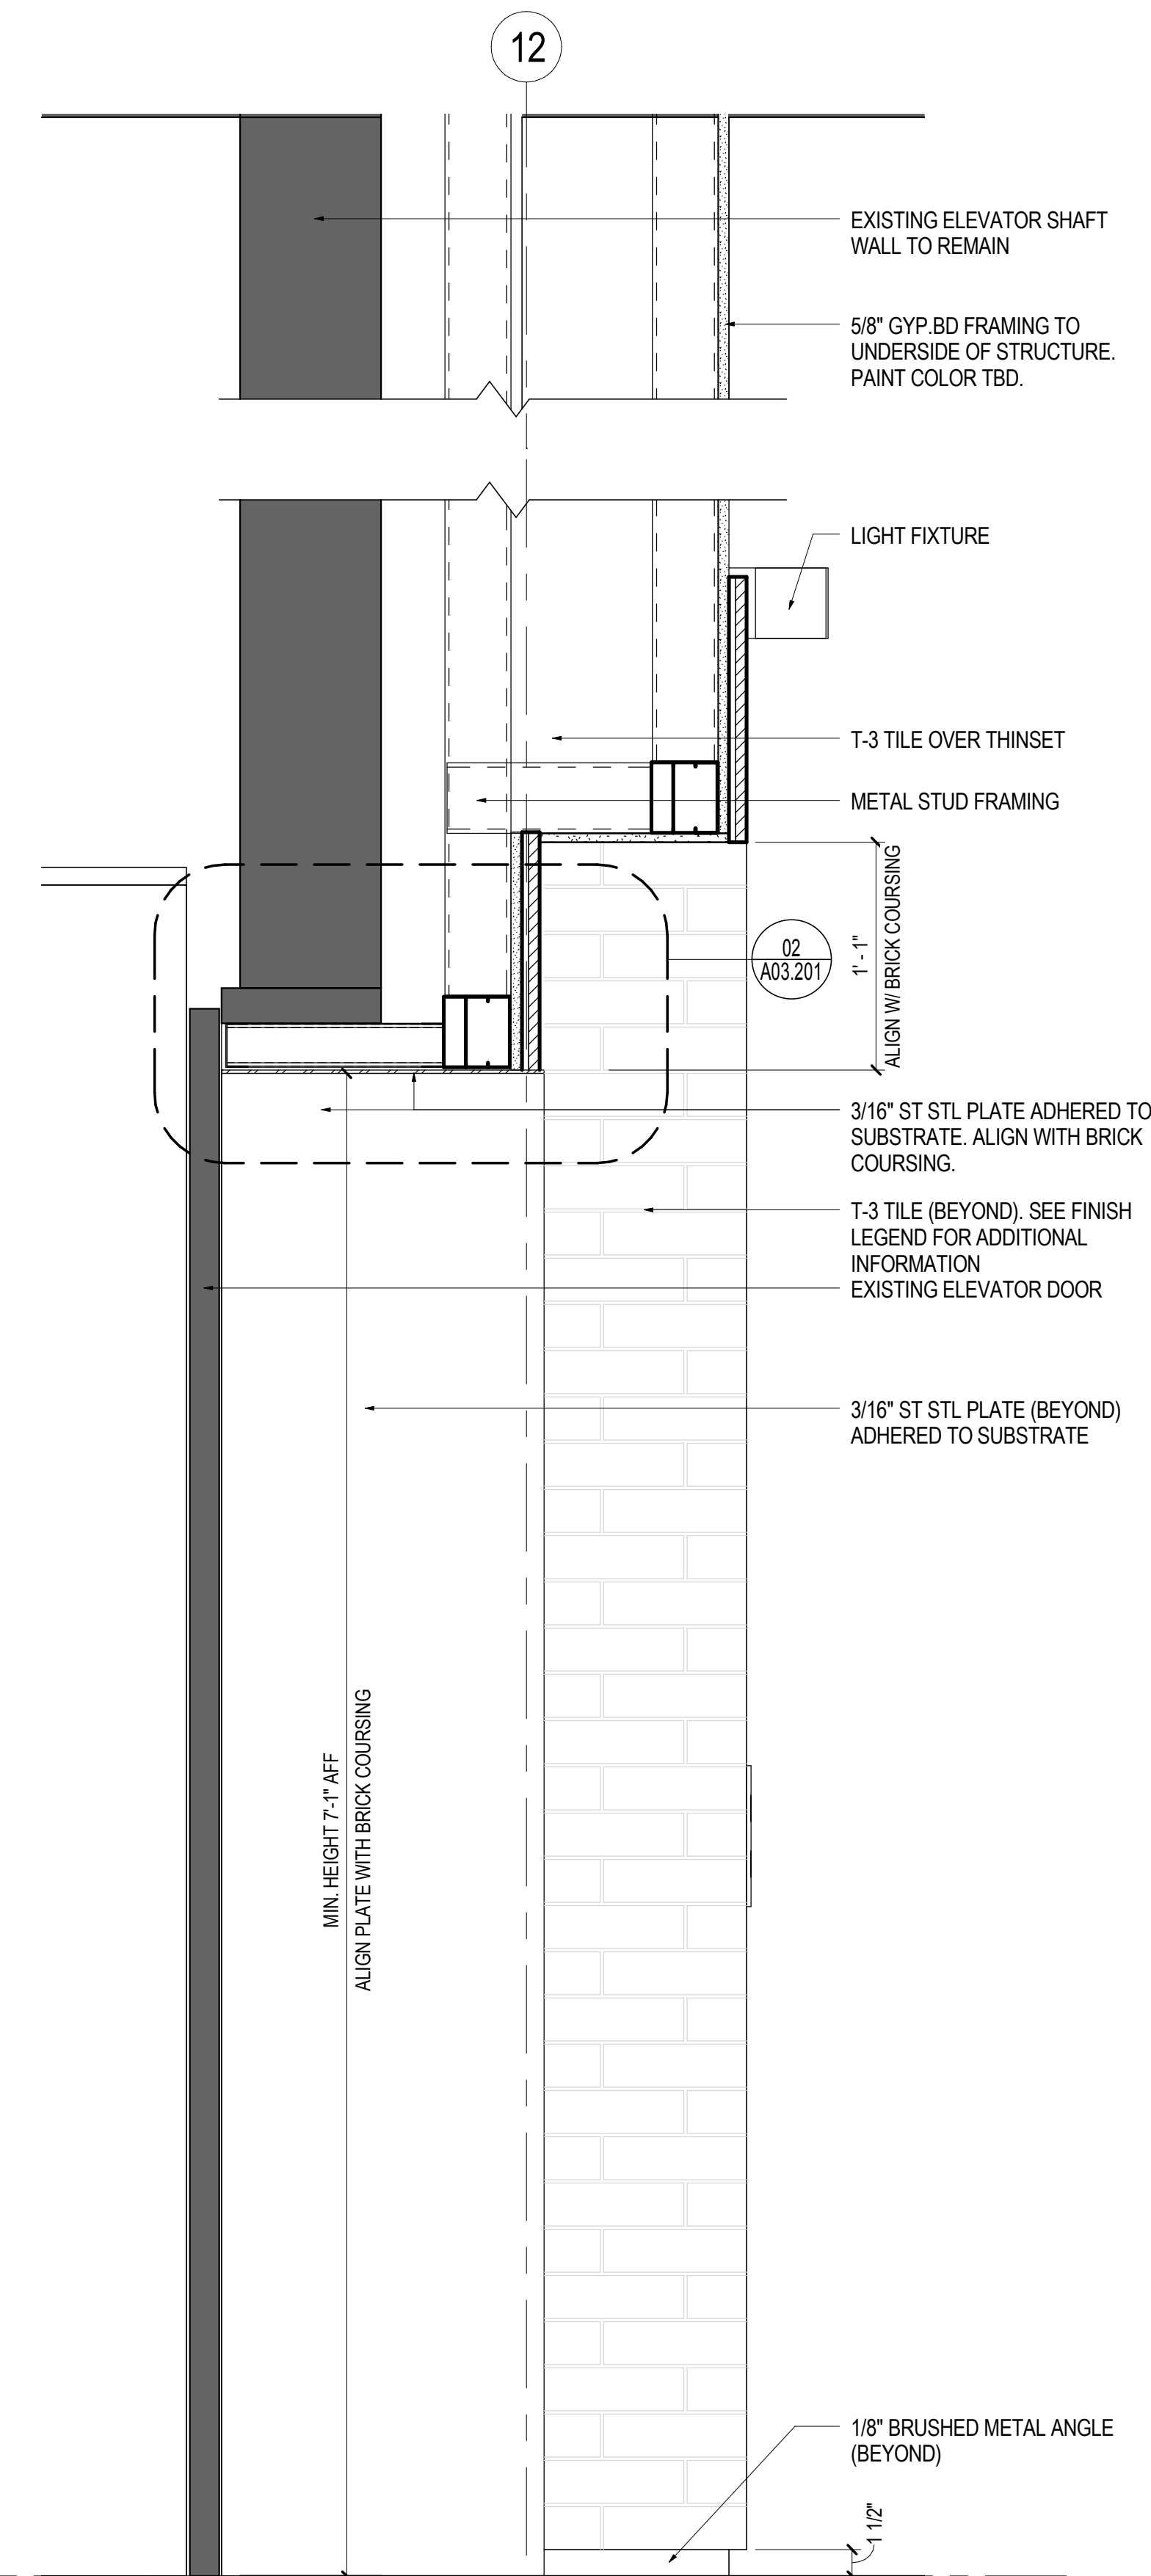 12
EXISTING ELEVATOR SHAFT
WALL TO REMAIN
5/8" GYP.BD FRAMING TO
UNDERSIDE OF STRUCTURE.
PAINT COLOR TBD.
LIGHT FIXTURE
T-3 TILE OVER THINSET
METAL STUD FRAMING
02
A03.201
1' - 1"
ALIGN W/ BRICK COURSING
3/16" ST STL PLATE ADHERED TO
SUBSTRATE. ALIGN WITH BRICK
COURSING.
T-3 TILE (BEYOND). SEE FINISH
LEGEND FOR ADDITIONAL
INFORMATION
EXISTING ELEVATOR DOOR
3/16" ST STL PLATE (BEYOND)
ADHERED TO SUBSTRATE
MIN. HEIGHT 7'-1" AFF
ALIGN PLATE WITH BRICK COURSING
1/8" BRUSHED METAL ANGLE
(BEYOND)
1 1/2"